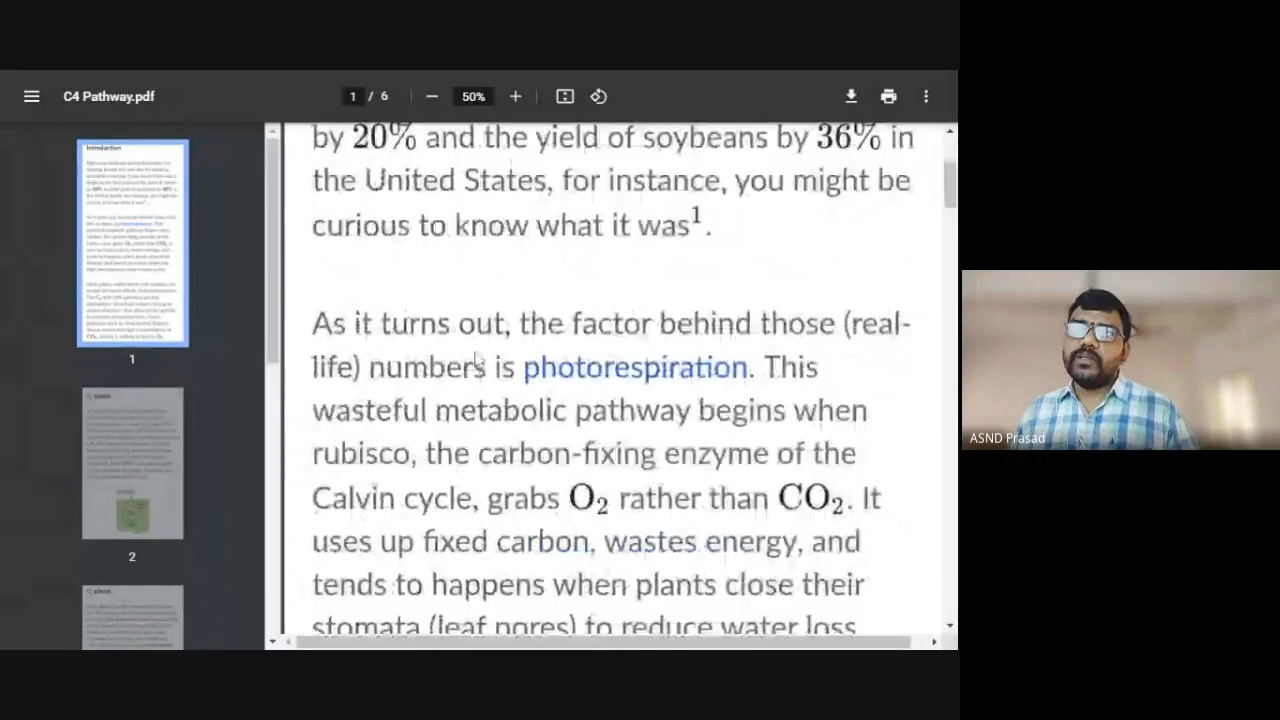 C4 Pathway.pdf
1 / 6
50%
Introduction
1
2
by 20% and the yield of soybeans by 36% in
the United States, for instance, you might be
curious to know what it was1.
As it turns out, the factor behind those (real-
life) numbers is photorespiration. This
wasteful metabolic pathway begins when
rubisco, the carbon-fixing enzyme of the
Calvin cycle, grabs O2 rather than CO2. It
uses up fixed carbon, wastes energy, and
tends to happens when plants close their
stomata (leaf pores) to reduce water loss
ASND Prasad